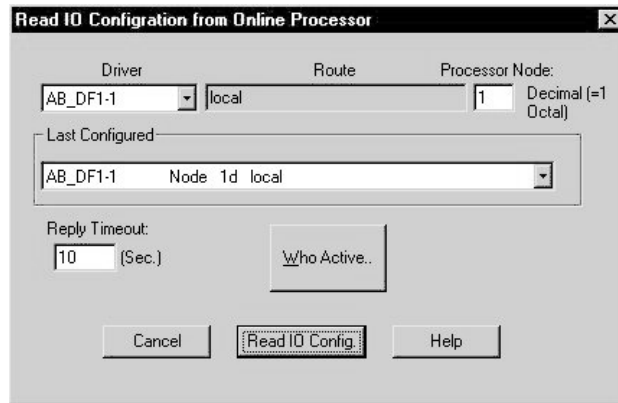 Read IO Configration from Online Processor
Driver Route Processor Node:
AB_DF1-1 local 1 Decimal (=1
Octal)
Last Configured
AB_DF1-1 Node 1d local
Reply Timeout:
10 (Sec.) Who Active..
Cancel Read IO Config. Help